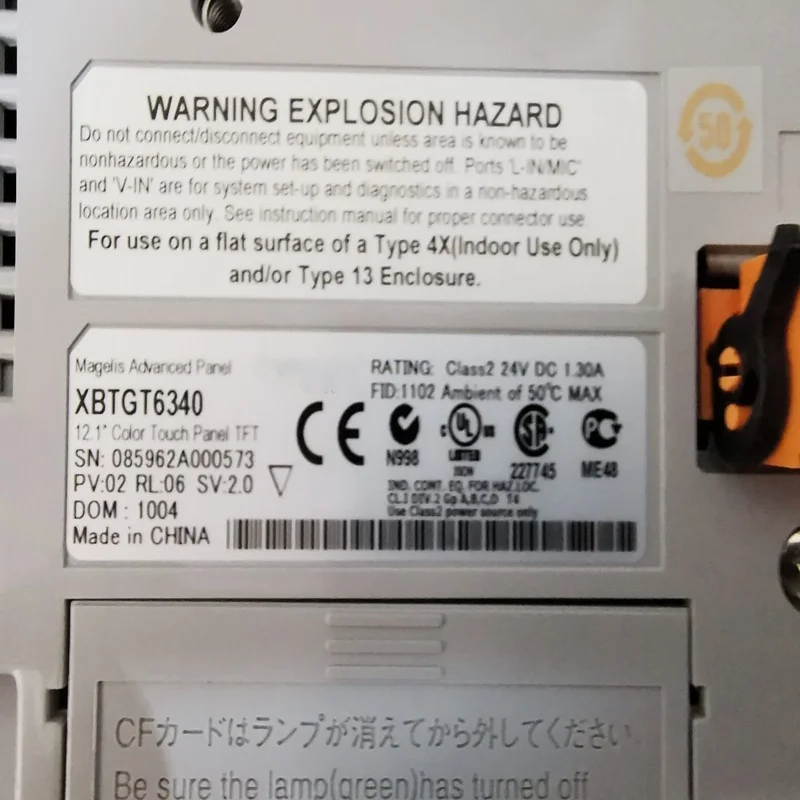 WARNING EXPLOSION HAZARD
Do not connect/disconnect equipment unless area is known to be
nonhazardous or the power has been switched off. Ports 'L-IN/MIC'
and 'V-IN' are for system set-up and diagnostics in a non-hazardous
location area only. See instruction manual for proper connector use.
For use on a flat surface of a Type 4X(Indoor Use Only)
and/or Type 13 Enclosure.
50
Magelis Advanced Panel
XBTGT6340
12.1" Color Touch Panel TFT
SN: 085962A000573
PV:02 RL:06 SV:2.0
DOM : 1004
Made in CHINA
RATING: Class2 24V DC 1.30A
FID:1102 Ambient of 50℃ MAX
CE
N998
c UL us
LISTED
SA
227745
PC
ME48
IND. CONT. EQ. FOR HAZ.LOC.
CL.I DIV.2 Gp A,B,C,D T4
Use Class2 power source only
CFカードはランプが消えてから外してください
Be sure the lamp(green)has turned off